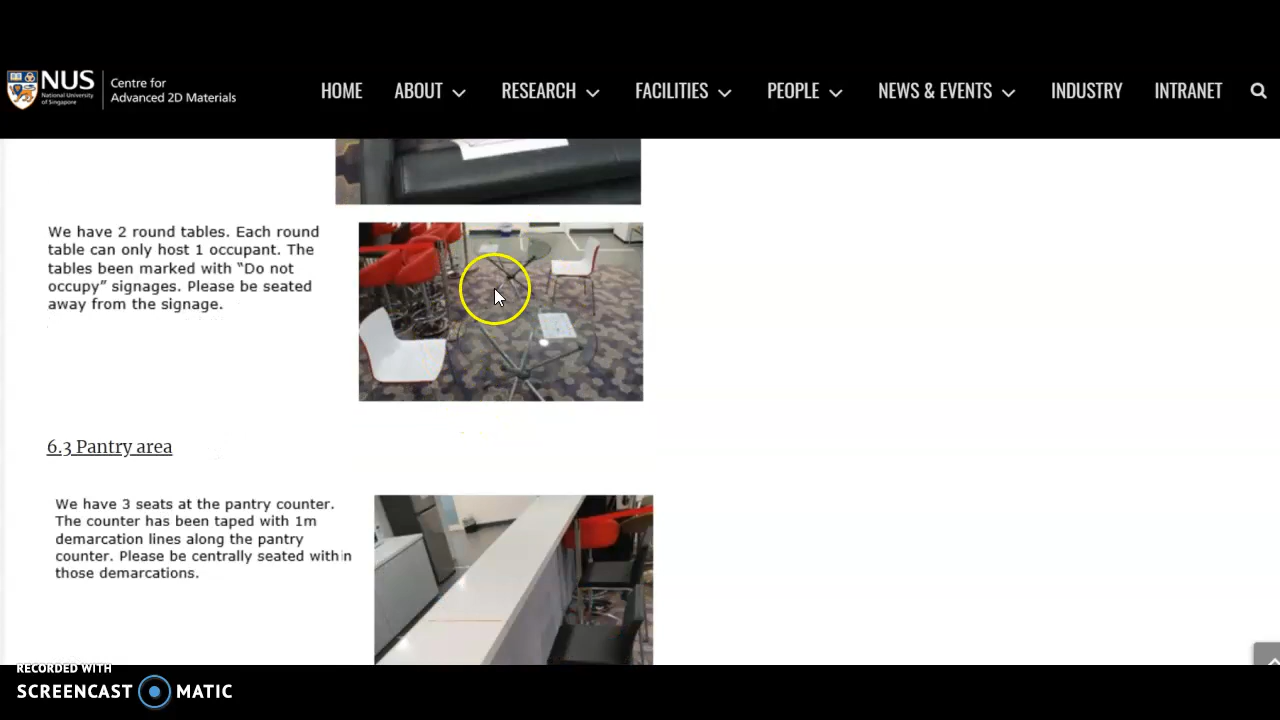 NUS
National University
of Singapore
Centre for
Advanced 2D Materials
HOME ABOUT RESEARCH FACILITIES PEOPLE NEWS & EVENTS INDUSTRY INTRANET
We have 2 round tables. Each round
table can only host 1 occupant. The
tables been marked with “Do not
occupy” signages. Please be seated
away from the signage.
6.3 Pantry area
We have 3 seats at the pantry counter.
The counter has been taped with 1m
demarcation lines along the pantry
counter. Please be centrally seated within
those demarcations.
RECORDED WITH
SCREENCAST MATIC